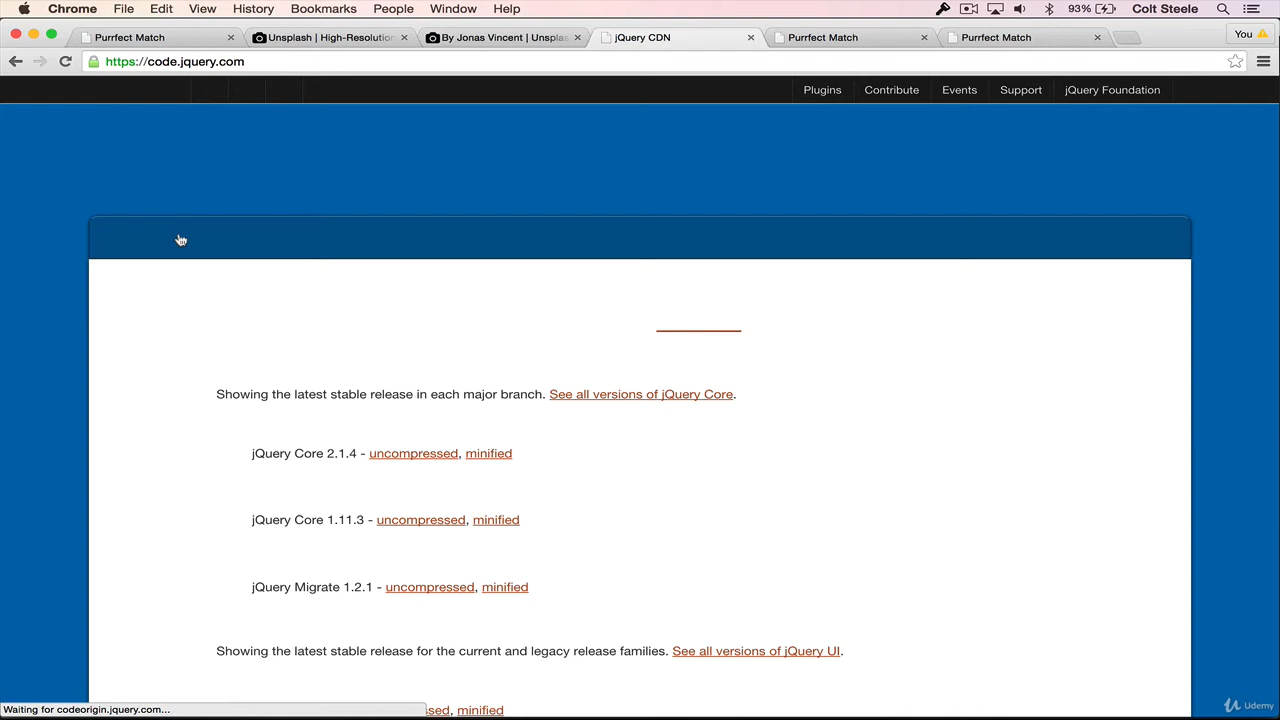 Chrome File Edit View History Bookmarks People Window Help 93% Colt Steele
Purrfect Match Unsplash | High-Resolution By Jonas Vincent | Unsplas jQuery CDN Purrfect Match Purrfect Match You
https://code.jquery.com
Plugins Contribute Events Support jQuery Foundation
Showing the latest stable release in each major branch. See all versions of jQuery Core.
jQuery Core 2.1.4 - uncompressed, minified
jQuery Core 1.11.3 - uncompressed, minified
jQuery Migrate 1.2.1 - uncompressed, minified
Showing the latest stable release for the current and legacy release families. See all versions of jQuery UI.
ssed, minified
Waiting for codeorigin.jquery.com...
Udemy